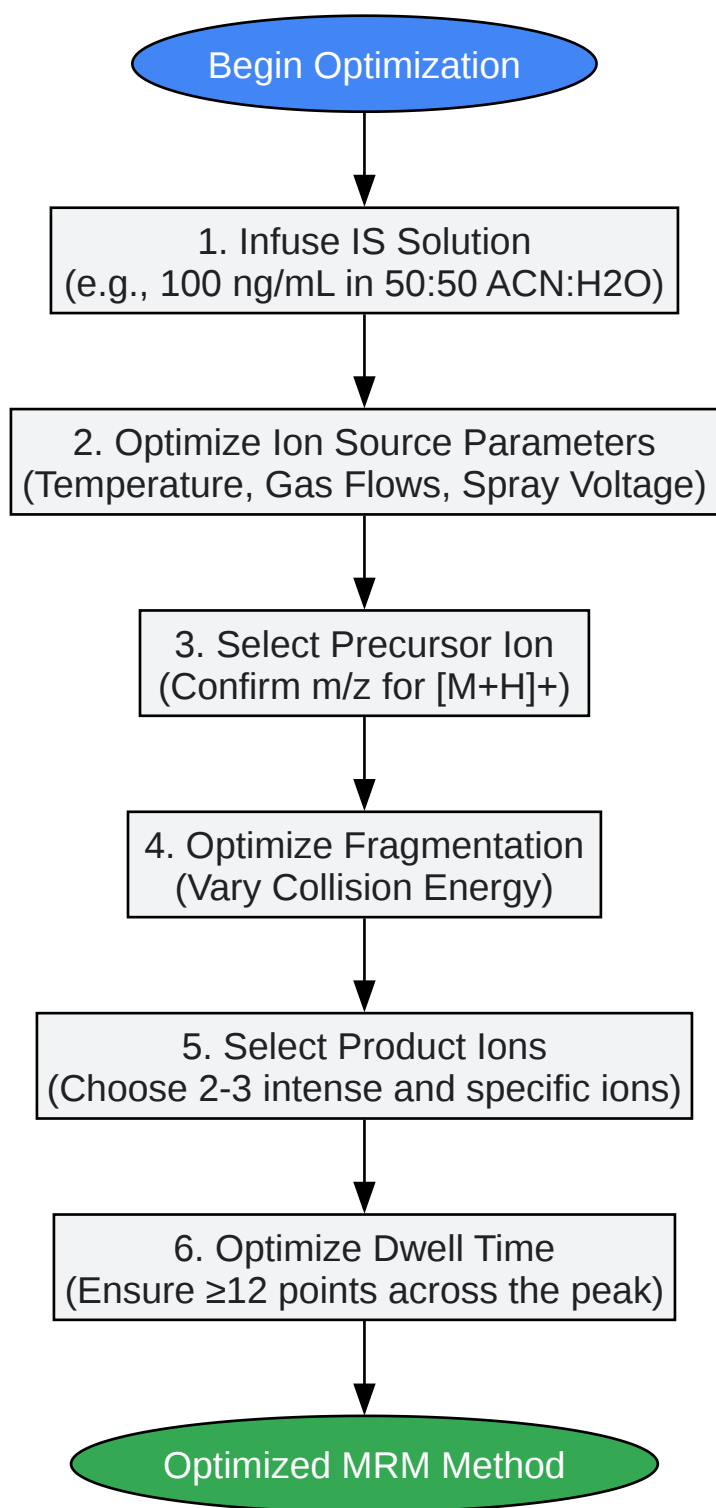 Begin Optimization
1. Infuse IS Solution
(e.g., 100 ng/mL in 50:50 ACN:H2O)
2. Optimize Ion Source Parameters
(Temperature, Gas Flows, Spray Voltage)
3. Select Precursor Ion
(Confirm m/z for [M+H]+)
4. Optimize Fragmentation
(Vary Collision Energy)
5. Select Product Ions
(Choose 2-3 intense and specific ions)
6. Optimize Dwell Time
(Ensure ≥12 points across the peak)
Optimized MRM Method